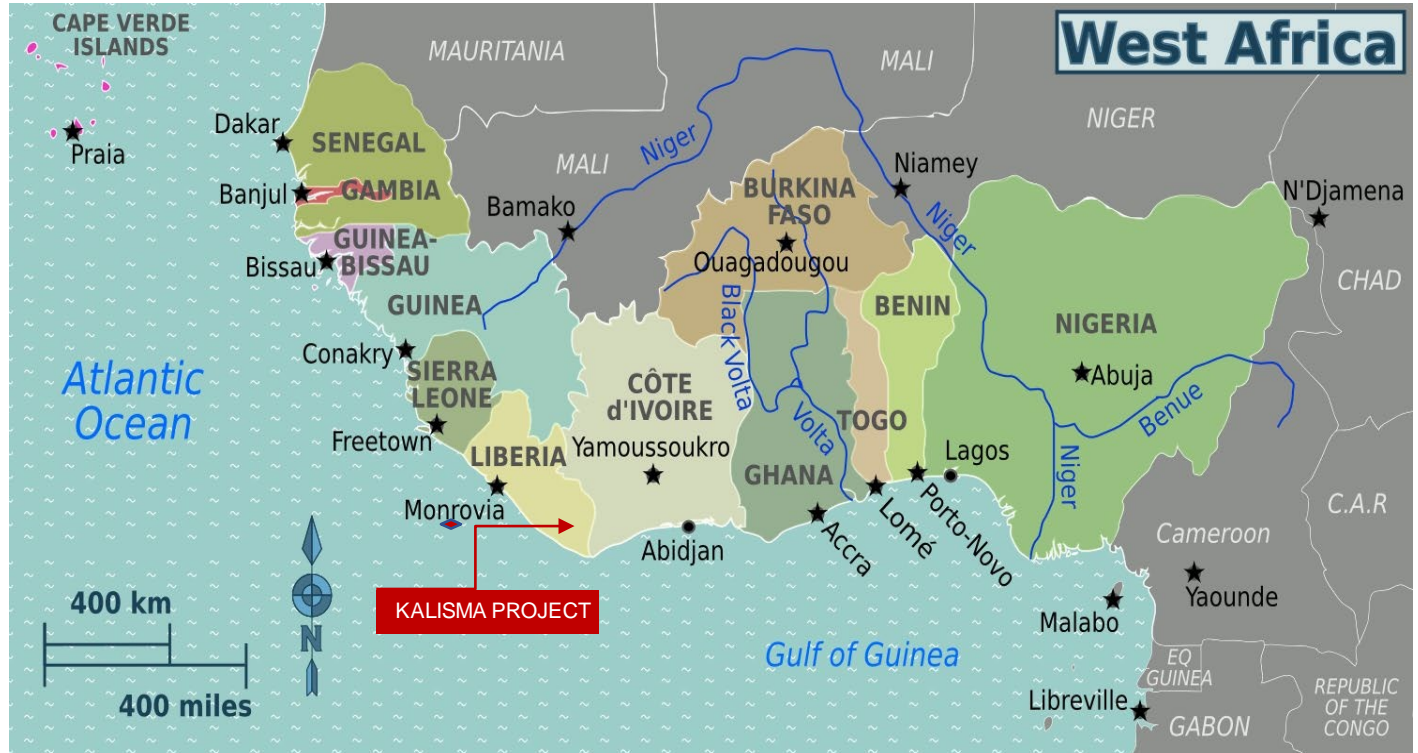 West Africa
CAPE VERDE
ISLANDS
MAURITANIA
MALI
NIGER
Dakar
SENEGAL
Praia
Niger
MALI
Niamey
BURKINA
FASO
Banjul
GAMBIA
Bamako
N'Djamena
GUINEA-
BISSAU
Bissau
Niger
Ouagadougou
CHAD
GUINEA
Black Volta
BENIN
NIGERIA
Conakry
SIERRA
LEONE
CÔTE
d'IVOIRE
Abuja
Atlantic
Ocean
Volta
TOGO
Benue
Freetown
LIBERIA
Yamoussoukro
GHANA
Lagos
Niger
Monrovia
C.A.R
Abidjan
Accra
Lomé
Porto-Novo
Cameroon
Yaounde
400 km
KALISMA PROJECT
Malabo
N
Gulf of Guinea
EQ
GUINEA
400 miles
Libreville
GABON
REPUBLIC
OF THE
CONGO